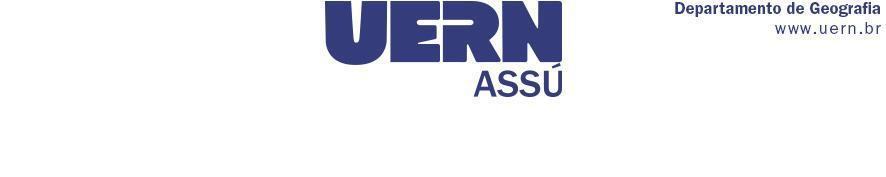 UERN
ASSÚ
Departamento de Geografia
www.uern.br